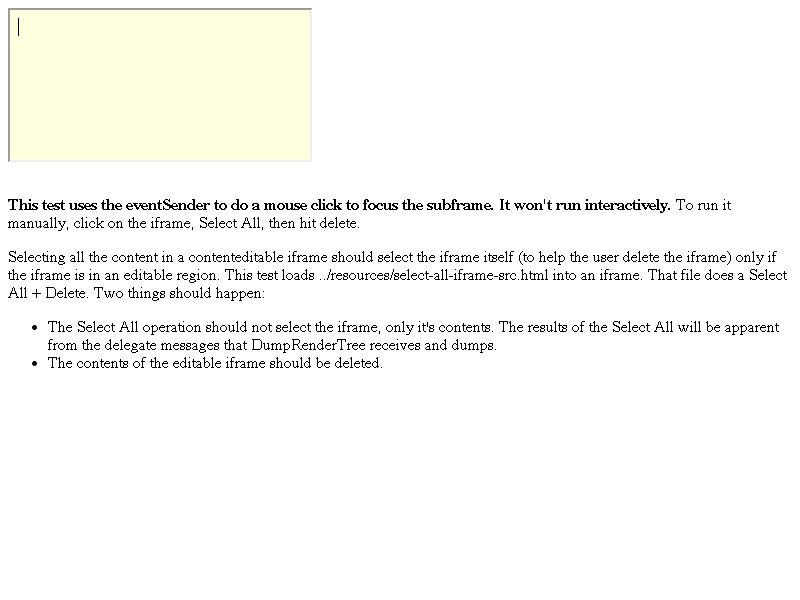 This test uses the eventSender to do a mouse click to focus the subframe. It won't run interactively. To run it
manually, click on the iframe, Select All, then hit delete.
Selecting all the content in a contenteditable iframe should select the iframe itself (to help the user delete the iframe) only if
the iframe is in an editable region. This test loads ../resources/select-all-iframe-src.html into an iframe. That file does a Select
All + Delete. Two things should happen:
• The Select All operation should not select the iframe, only it's contents. The results of the Select All will be apparent
from the delegate messages that DumpRenderTree receives and dumps.
• The contents of the editable iframe should be deleted.